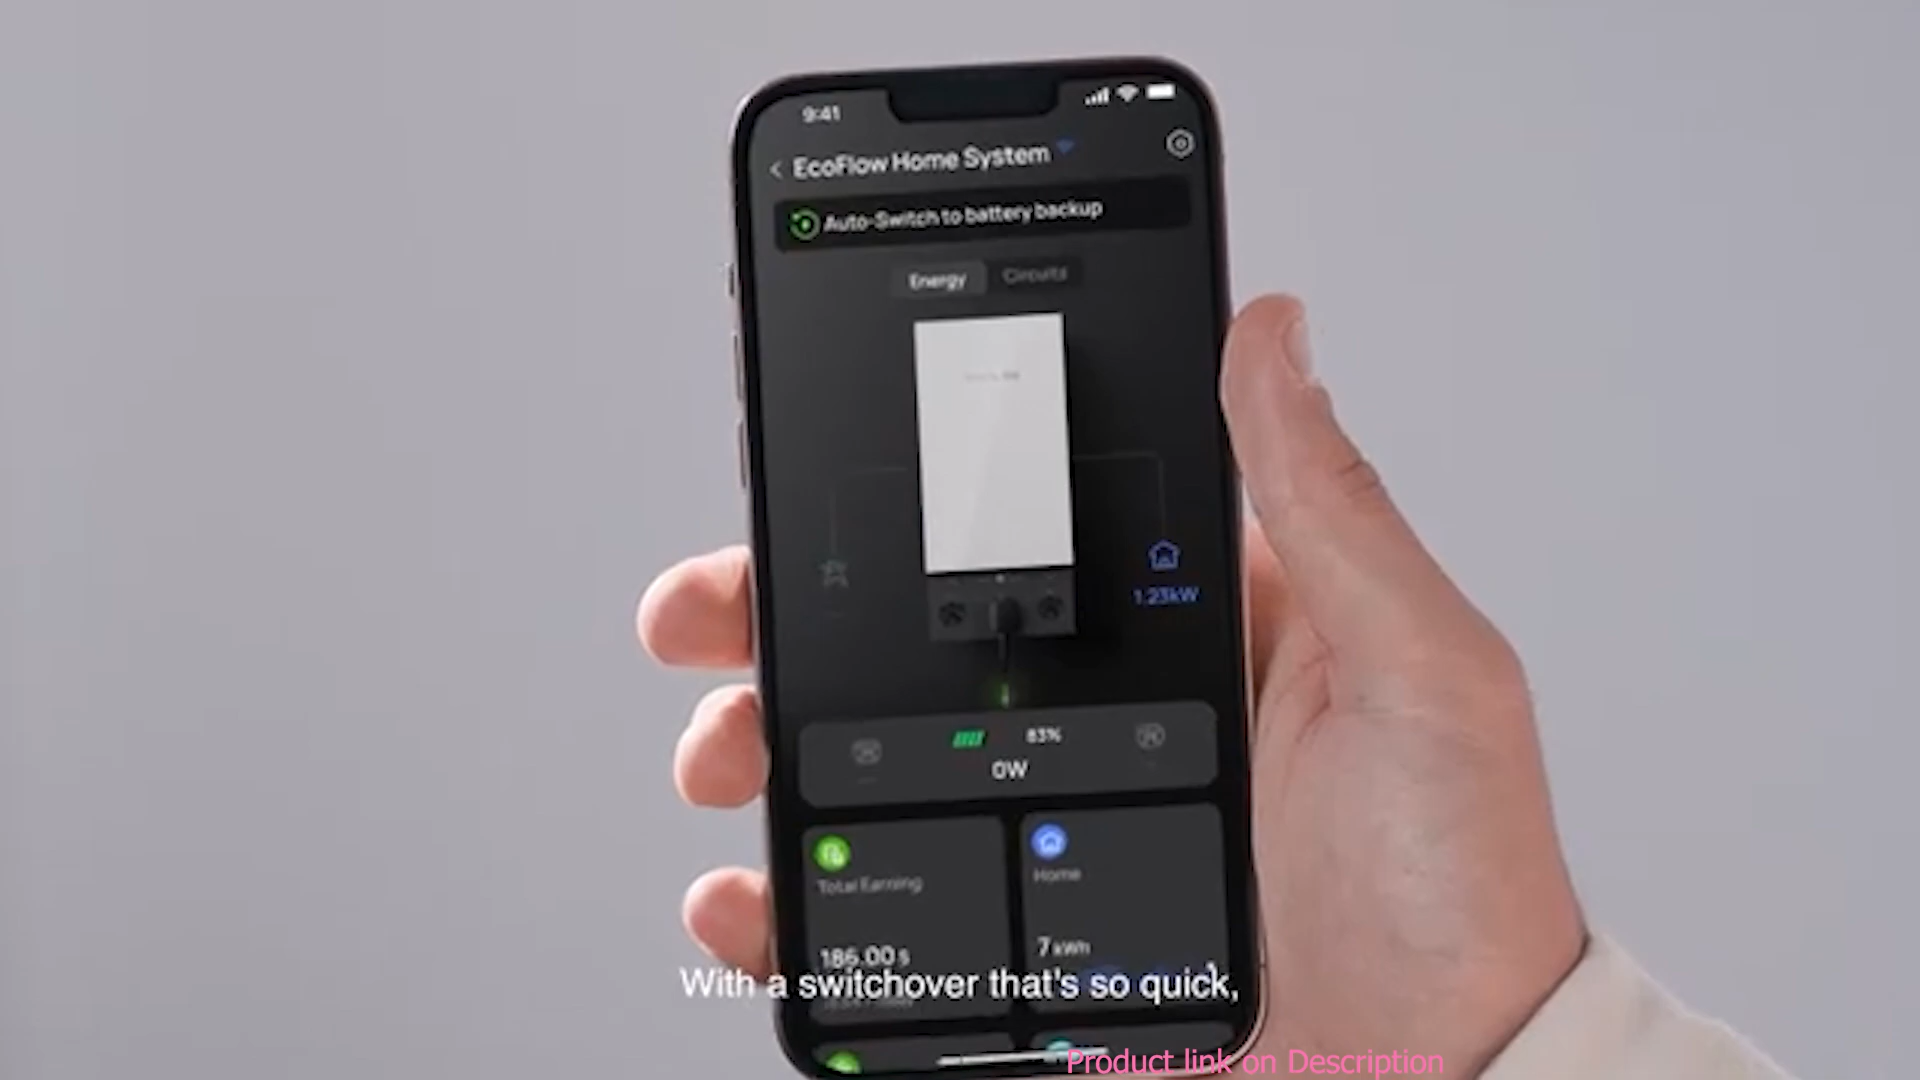 9:41
EcoFlow Home System
Auto-Switch to battery backup
Energy Circuits
1.23kW
83%
0W
Total Earning
Home
186.00 $
7 kWh
With a switchover that's so quick,
Product link on Description